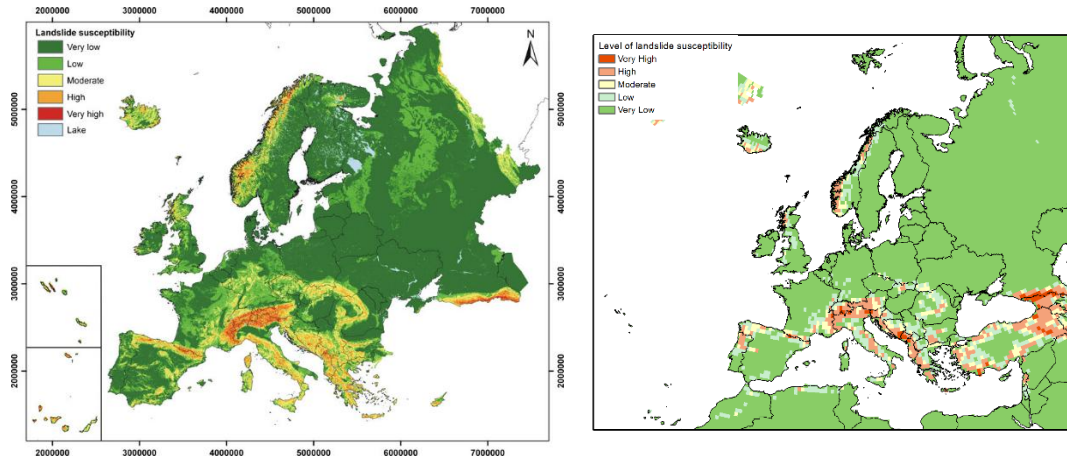 2000000 3000000 4000000 5000000 6000000 7000000
Landslide susceptibility
Very low
Low
Moderate
High
Very high
Lake
N
5000000
4000000
3000000
2000000
5000000
4000000
3000000
2000000
2000000 3000000 4000000 5000000 6000000 7000000
Level of landslide susceptibility
Very High
High
Moderate
Low
Very Low